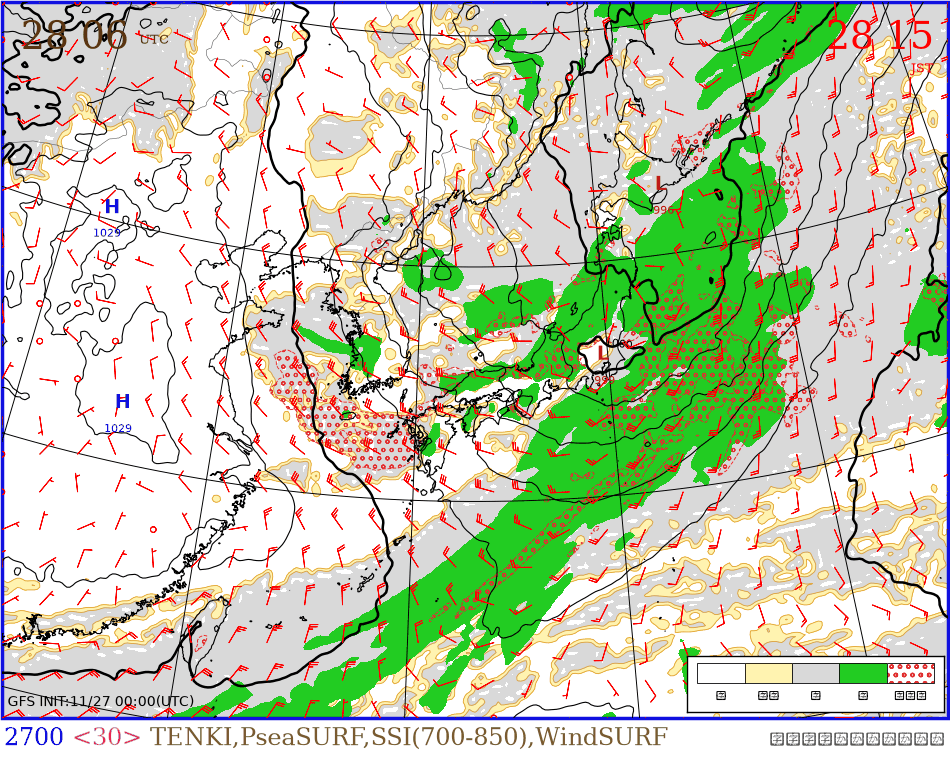 28 06 UTC
28 15 JST
H
1029
L
996
H
1029
L
999
GFS INIT:11/27 00:00(UTC)
2700 <30> TENKI,PseaSURF,SSI(700-850),WindSURF